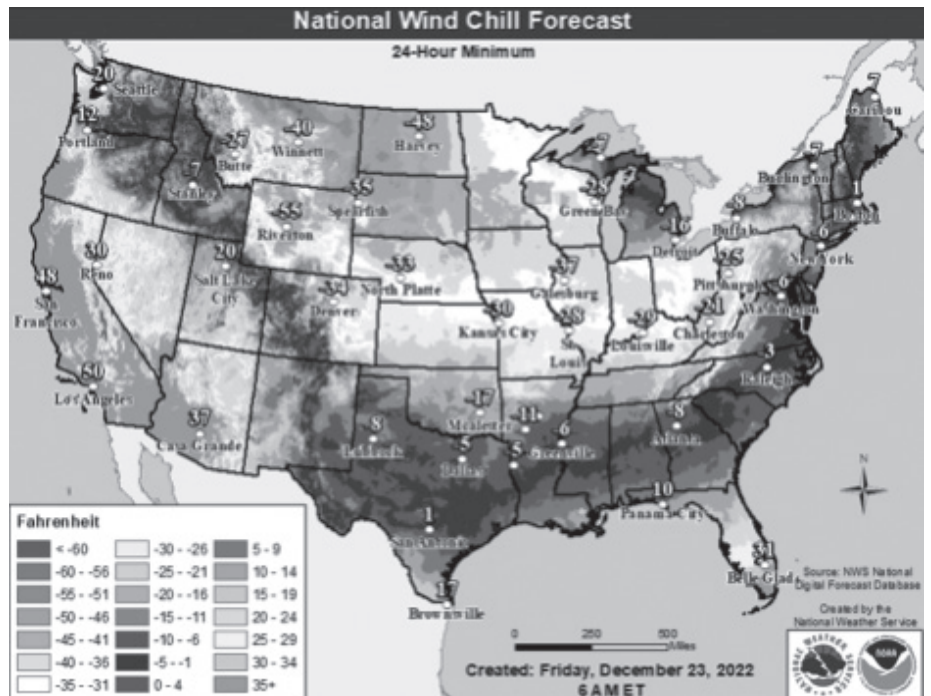 National Wind Chill Forecast
24-Hour Minimum
20
Seattle
12
Portland
-27
Butte
-40
Winnett
-48
Harvey
-7
Stanley
-55
Riverton
-35
Spearfish
-7
-28
Green Bay
7
Caribou
7
Burlington
1
Boston
8
Buffalo
-16
Detroit
6
New York
30
Reno
20
Salt Lake
City
-34
Denver
-33
North Platte
-37
Galesburg
-25
Pittsburgh
-6
Washington
48
San
Francisco
-30
Kansas City
-28
St.
Louis
-29
Louisville
-21
Charleston
50
Los Angeles
3
Raleigh
37
Casa Grande
-8
Lubbock
-17
Mcalester
-11
-6
Greenville
-8
Atlanta
5
Dallas
5
10
Panama City
1
San Antonio
17
Brownville
31
Belle Glade
N
Fahrenheit
< -60
-60 - -56
-55 - -51
-50 - -46
-45 - -41
-40 - -36
-35 - -31
-30 - -26
-25 - -21
-20 - -16
-15 - -11
-10 - -6
-5 - -1
0 - 4
5 - 9
10 - 14
15 - 19
20 - 24
25 - 29
30 - 34
35+
0 250 500
Miles
Created: Friday, December 23, 2022
6AM ET
Source: NWS National
Digital Forecast Database
Created by the
National Weather Service
NOAA